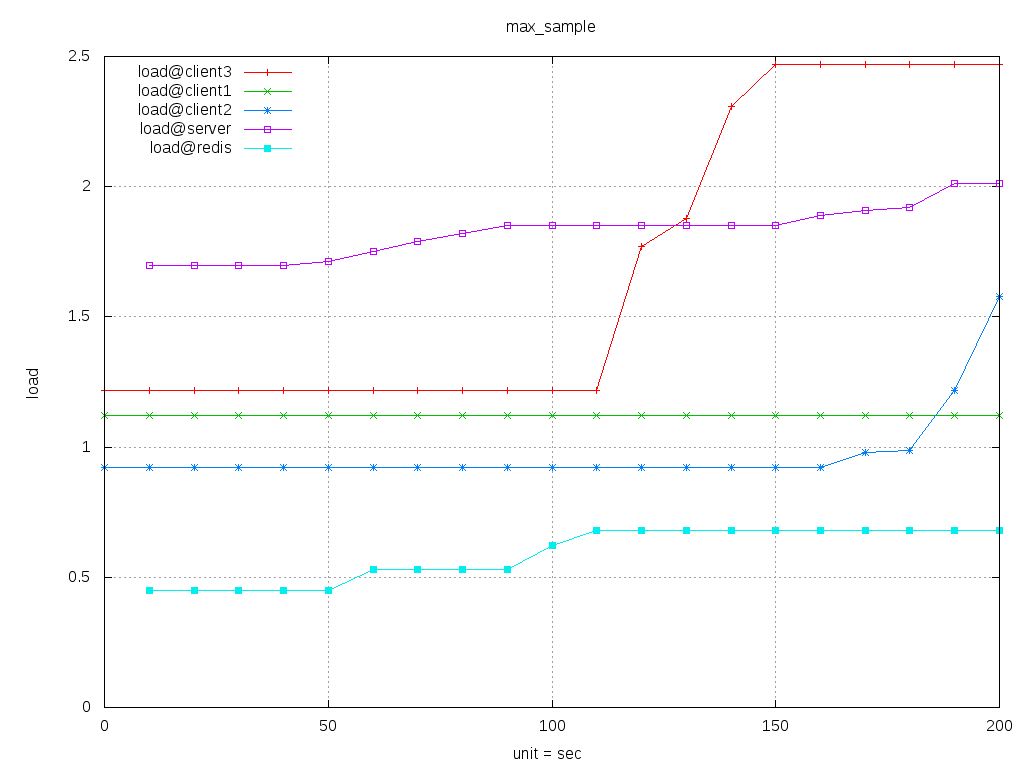 max_sample
2.5
load@client3
load@client1
load@client2
load@server
load@redis
2
1.5
load
1
0.5
0
0 50 100 150 200
unit = sec